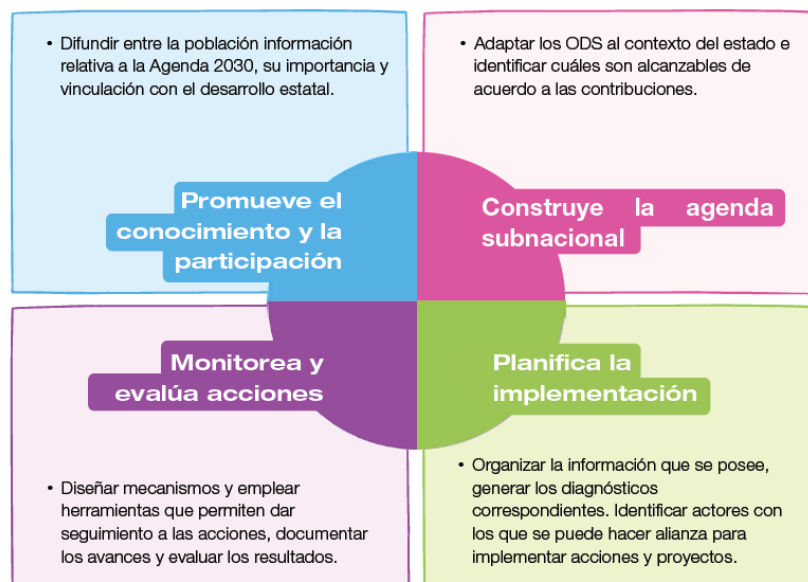 • Difundir entre la población información
relativa a la Agenda 2030, su importancia y
vinculación con el desarrollo estatal.
Promueve el
conocimiento y la
participación
• Adaptar los ODS al contexto del estado e
identificar cuáles son alcanzables de
acuerdo a las contribuciones.
Construye la agenda
subnacional
Monitorea y
evalúa acciones
• Diseñar mecanismos y emplear
herramientas que permiten dar
seguimiento a las acciones, documentar
los avances y evaluar los resultados.
Planifica la
implementación
• Organizar la información que se posee,
generar los diagnósticos
correspondientes. Identificar actores con
los que se puede hacer alianza para
implementar acciones y proyectos.